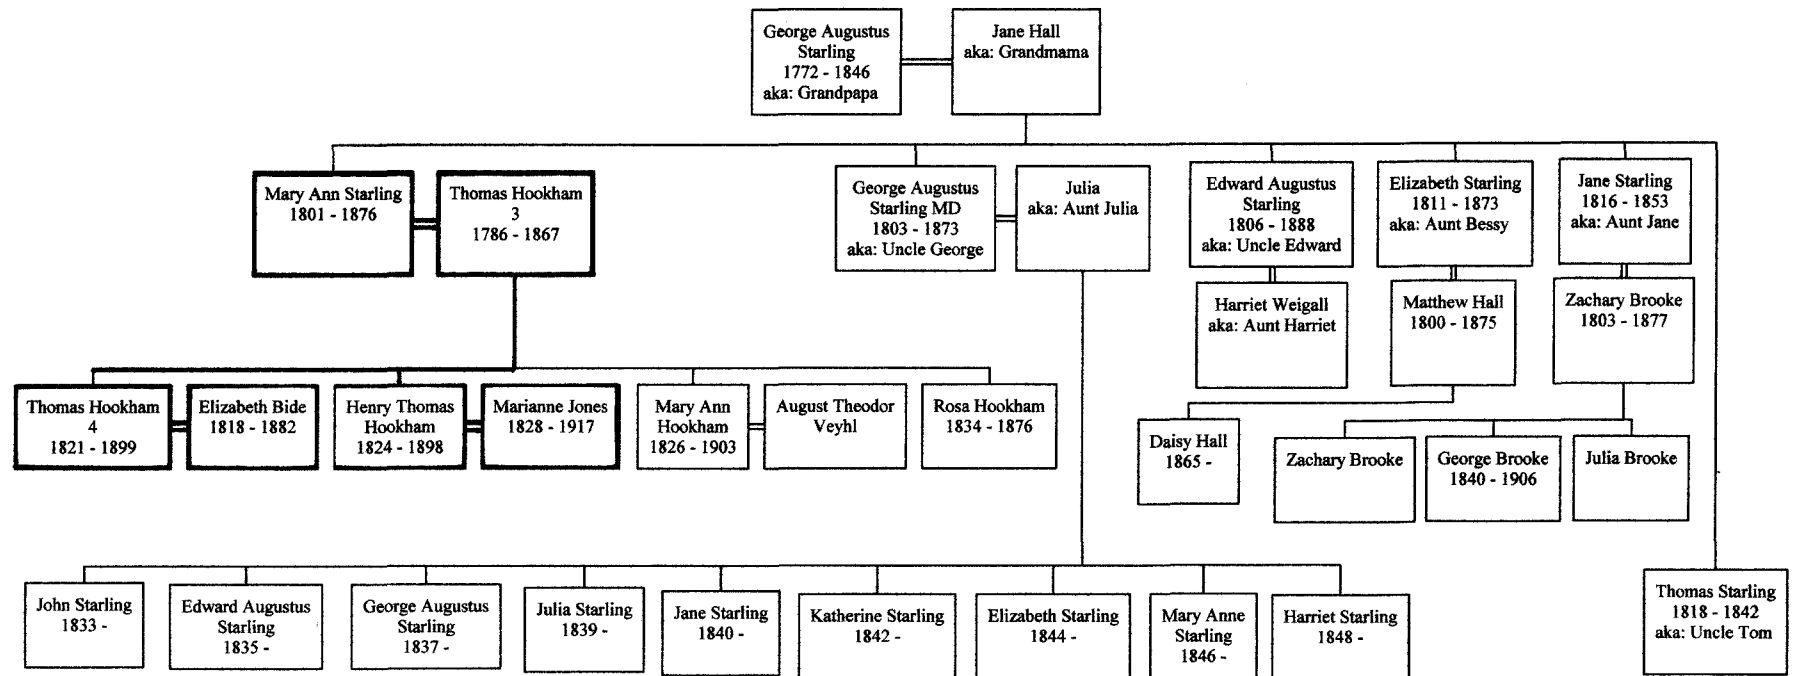 George Augustus
Starling
1772 - 1846
aka: Grandpapa
Jane Hall
aka: Grandmama
Mary Ann Starling
1801 - 1876
Thomas Hookham
3
1786 - 1867
George Augustus
Starling MD
1803 - 1873
aka: Uncle George
Julia
aka: Aunt Julia
Edward Augustus
Starling
1806 - 1888
aka: Uncle Edward
Elizabeth Starling
1811 - 1873
aka: Aunt Bessy
Jane Starling
1816 - 1853
aka: Aunt Jane
Harriet Weigall
aka: Aunt Harriet
Matthew Hall
1800 - 1875
Zachary Brooke
1803 - 1877
Thomas Hookham
4
1821 - 1899
Elizabeth Bide
1818 - 1882
Henry Thomas
Hookham
1824 - 1898
Marianne Jones
1828 - 1917
Mary Ann
Hookham
1826 - 1903
August Theodor
Veyhl
Rosa Hookham
1834 - 1876
Daisy Hall
1865 -
Zachary Brooke
George Brooke
1840 - 1906
Julia Brooke
John Starling
1833 -
Edward Augustus
Starling
1835 -
George Augustus
Starling
1837 -
Julia Starling
1839 -
Jane Starling
1840 -
Katherine Starling
1842 -
Elizabeth Starling
1844 -
Mary Anne
Starling
1846 -
Harriet Starling
1848 -
Thomas Starling
1818 - 1842
aka: Uncle Tom